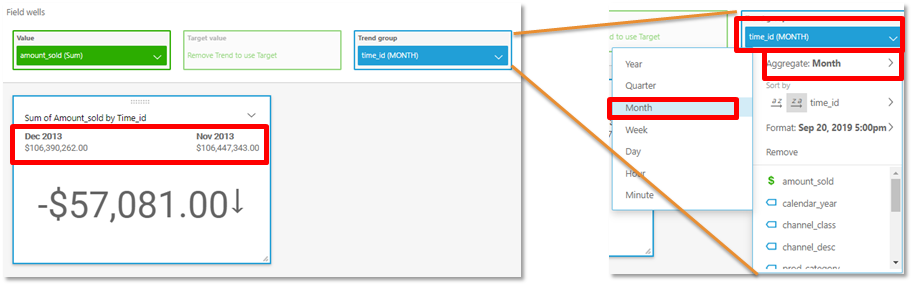 Field wells
Value
amount_sold (Sum)
Target value
Remove Trend to use Target
Trend group
time_id (MONTH)
Sum of Amount_sold by Time_id
Dec 2013 Nov 2013
$106,390,262.00 $106,447,343.00
-$57,081.00↓
d to use Target
time_id (MONTH)
Year
Quarter
Month
Week
Day
Hour
Minute
Aggregate: Month
Sort by
a z z a time_id
Format: Sep 20, 2019 5:00pm
Remove
$ amount_sold
calendar_year
channel_class
channel_desc
prod_category